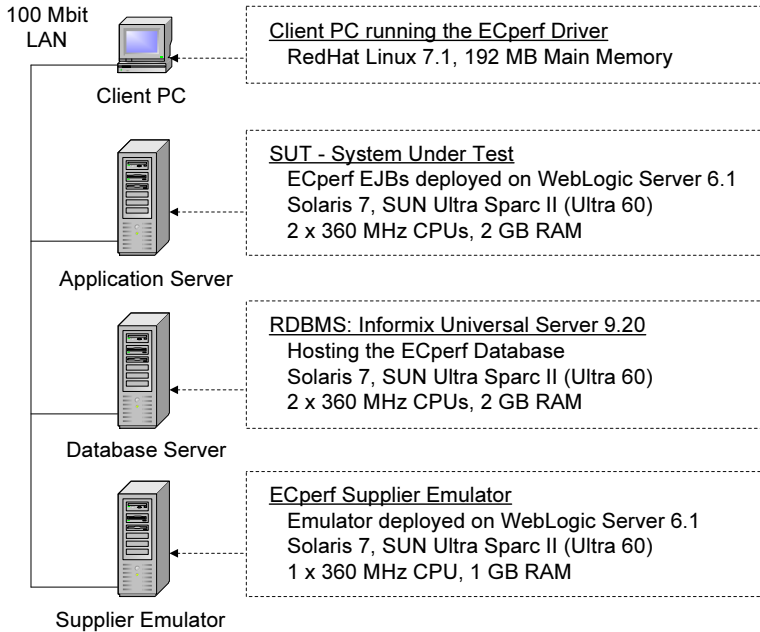 100 Mbit
LAN
Client PC
Client PC running the ECperf Driver
RedHat Linux 7.1, 192 MB Main Memory
Application Server
SUT - System Under Test
ECperf EJBs deployed on WebLogic Server 6.1
Solaris 7, SUN Ultra Sparc II (Ultra 60)
2 x 360 MHz CPUs, 2 GB RAM
Database Server
RDBMS: Informix Universal Server 9.20
Hosting the ECperf Database
Solaris 7, SUN Ultra Sparc II (Ultra 60)
2 x 360 MHz CPUs, 2 GB RAM
Supplier Emulator
ECperf Supplier Emulator
Emulator deployed on WebLogic Server 6.1
Solaris 7, SUN Ultra Sparc II (Ultra 60)
1 x 360 MHz CPU, 1 GB RAM